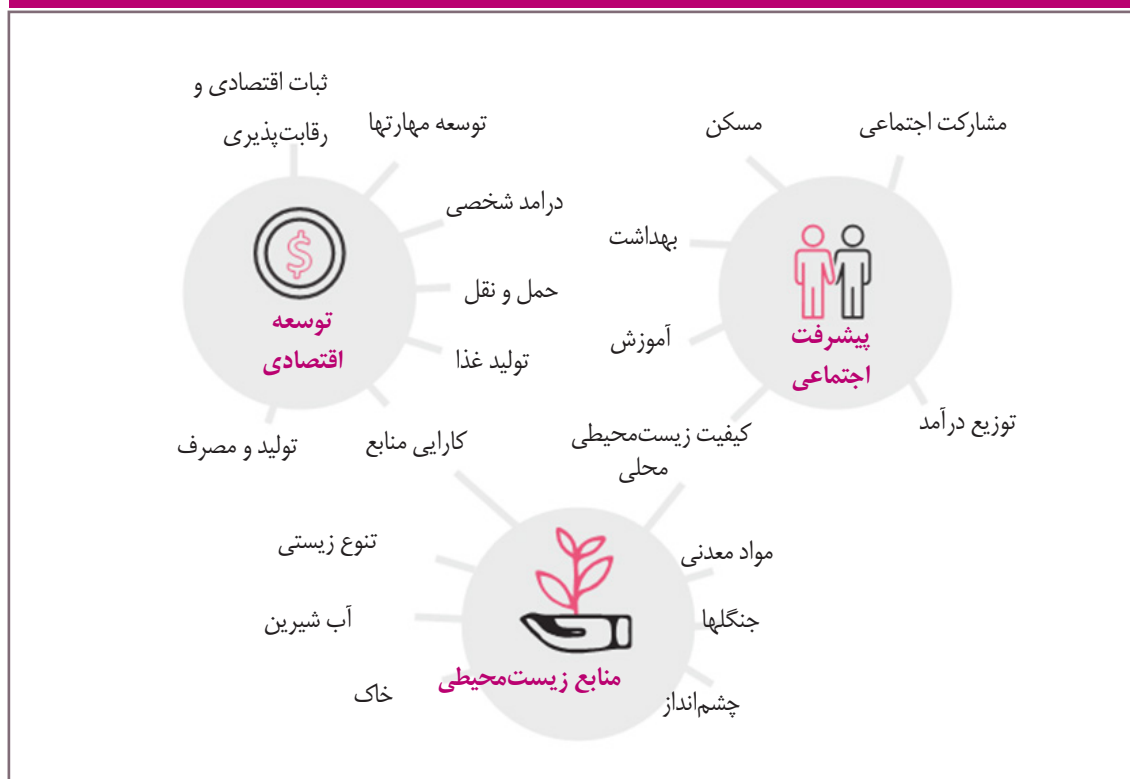 ثبات اقتصادی و
رقابت‌پذیری
توسعه مهارتها
درامد شخصی
حمل و نقل
تولید غذا
کارایی منابع
تولید و مصرف
توسعه
اقتصادی
مشارکت اجتماعی
مسکن
بهداشت
آموزش
کیفیت زیست‌محیطی
محلی
توزیع درآمد
پیشرفت
اجتماعی
تنوع زیستی
آب شیرین
خاک
مواد معدنی
جنگلها
چشم‌انداز
منابع زیست‌محیطی